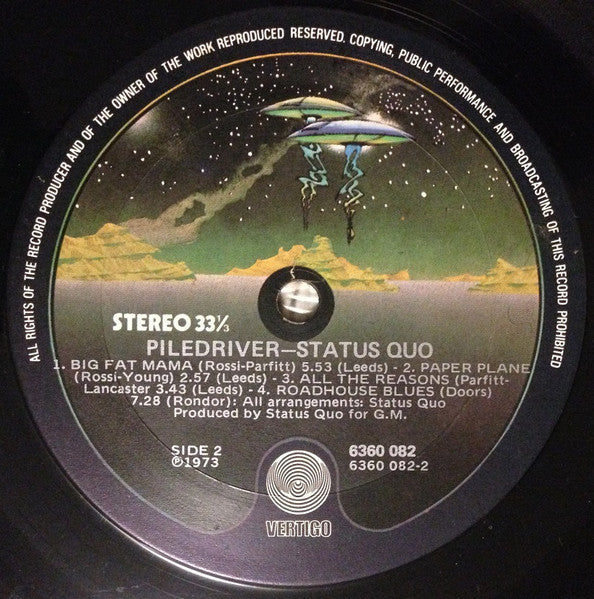 ALL RIGHTS OF THE RECORD PRODUCER AND OF THE OWNER OF THE WORK REPRODUCED RESERVED. COPYING, PUBLIC PERFORMANCE AND BROADCASTING OF THIS RECORD PROHIBITED
STEREO 33⅓
PILEDRIVER—STATUS QUO
1. BIG FAT MAMA (Rossi-Parfitt) 5.53 (Leeds) - 2. PAPER PLANE
(Rossi-Young) 2.57 (Leeds) - 3. ALL THE REASONS (Parfitt-
Lancaster 3.43 (Leeds) - 4. ROADHOUSE BLUES (Doors)
7.28 (Rondor): All arrangements: Status Quo
Produced by Status Quo for G.M.
SIDE 2 6360 082
℗1973 6360 082-2
VERTIGO